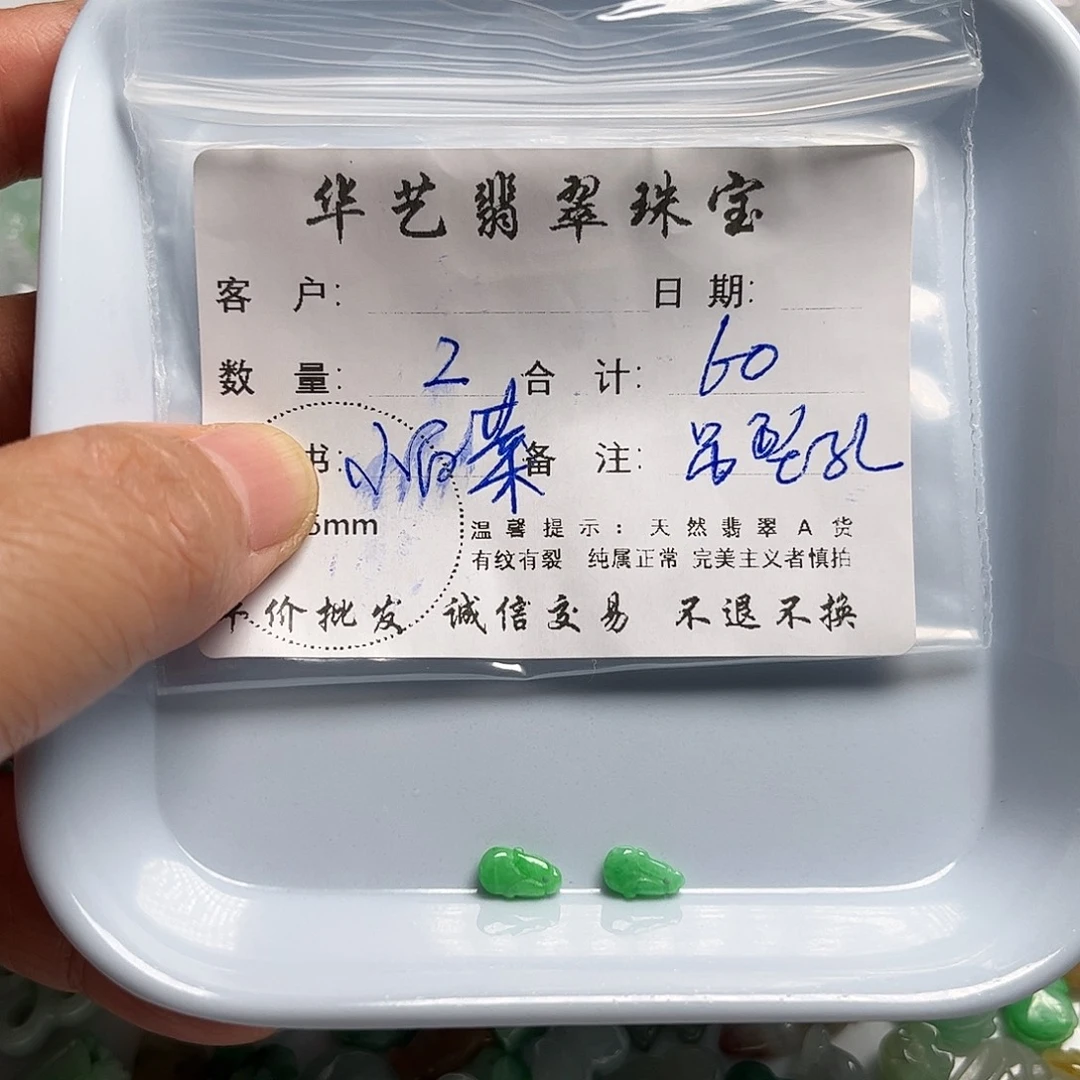 华艺翡翠珠宝
客 户： 日 期：
数 量： 2 合 计： 60
书： 小白菜 备 注： 吊坠孔
5mm
温馨提示：天然翡翠A货
有纹有裂 纯属正常 完美主义者慎拍
价批发 诚信交易 不退不换